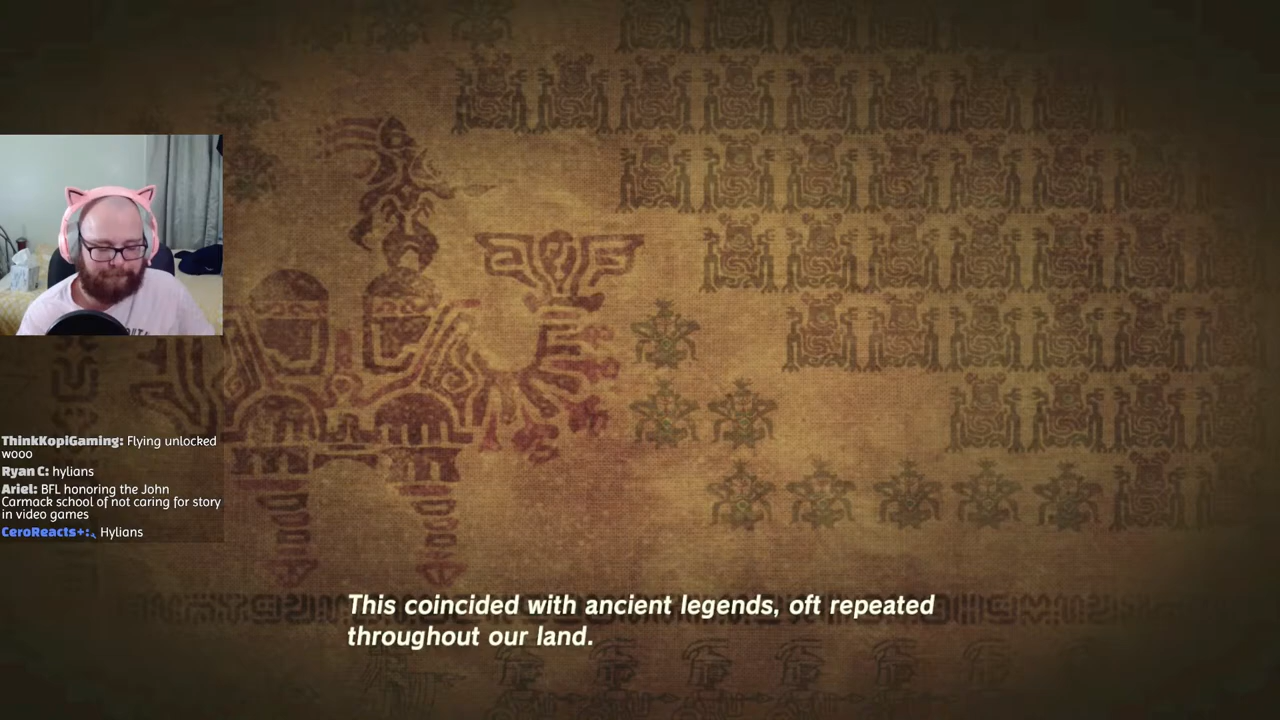 ThinkKopiGaming: Flying unlocked
wooo
Ryan C: hylians
Ariel: BFL honoring the John
Carmack school of not caring for story
in video games
CeroReacts+: Hylians
This coincided with ancient legends, oft repeated
throughout our land.